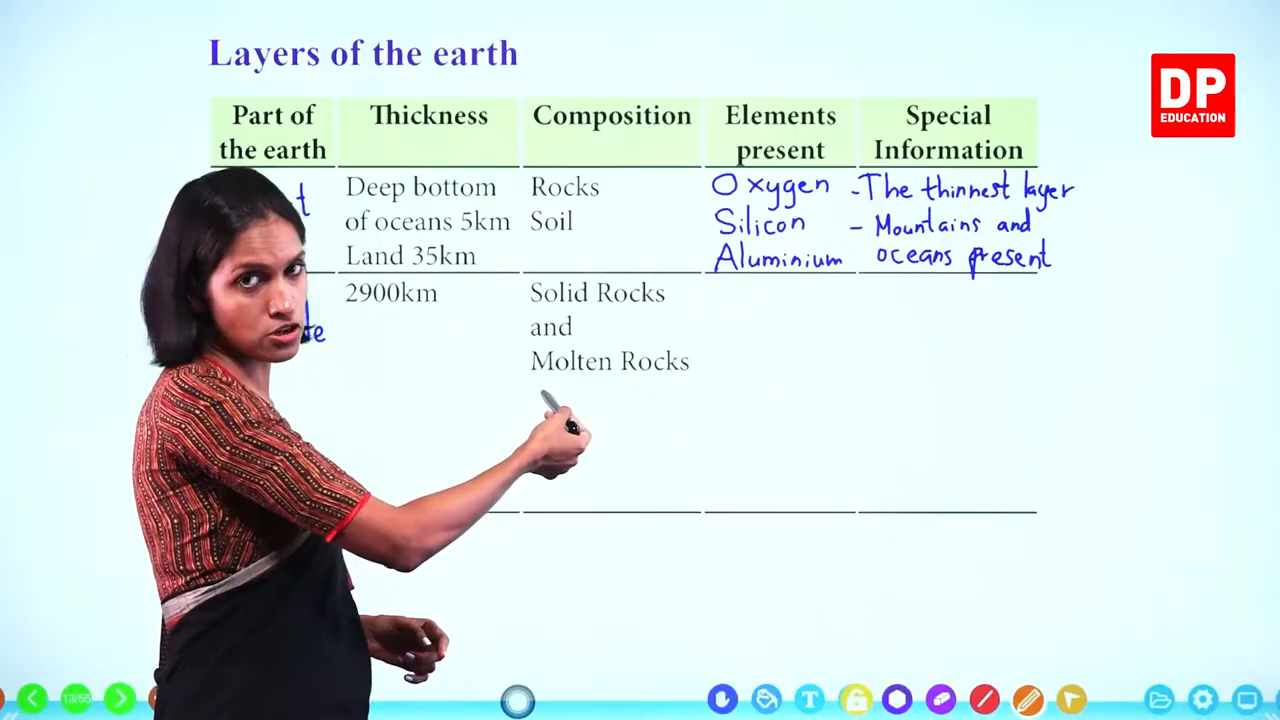 Layers of the earth
DP
EDUCATION
Part of the earth
Thickness
Composition
Elements present
Special Information
Deep bottom
of oceans 5km
Land 35km
Rocks
Soil
Oxygen
Silicon
Aluminium
-The thinnest layer
- Mountains and
oceans present
2900km
Solid Rocks
and
Molten Rocks
13/55
T